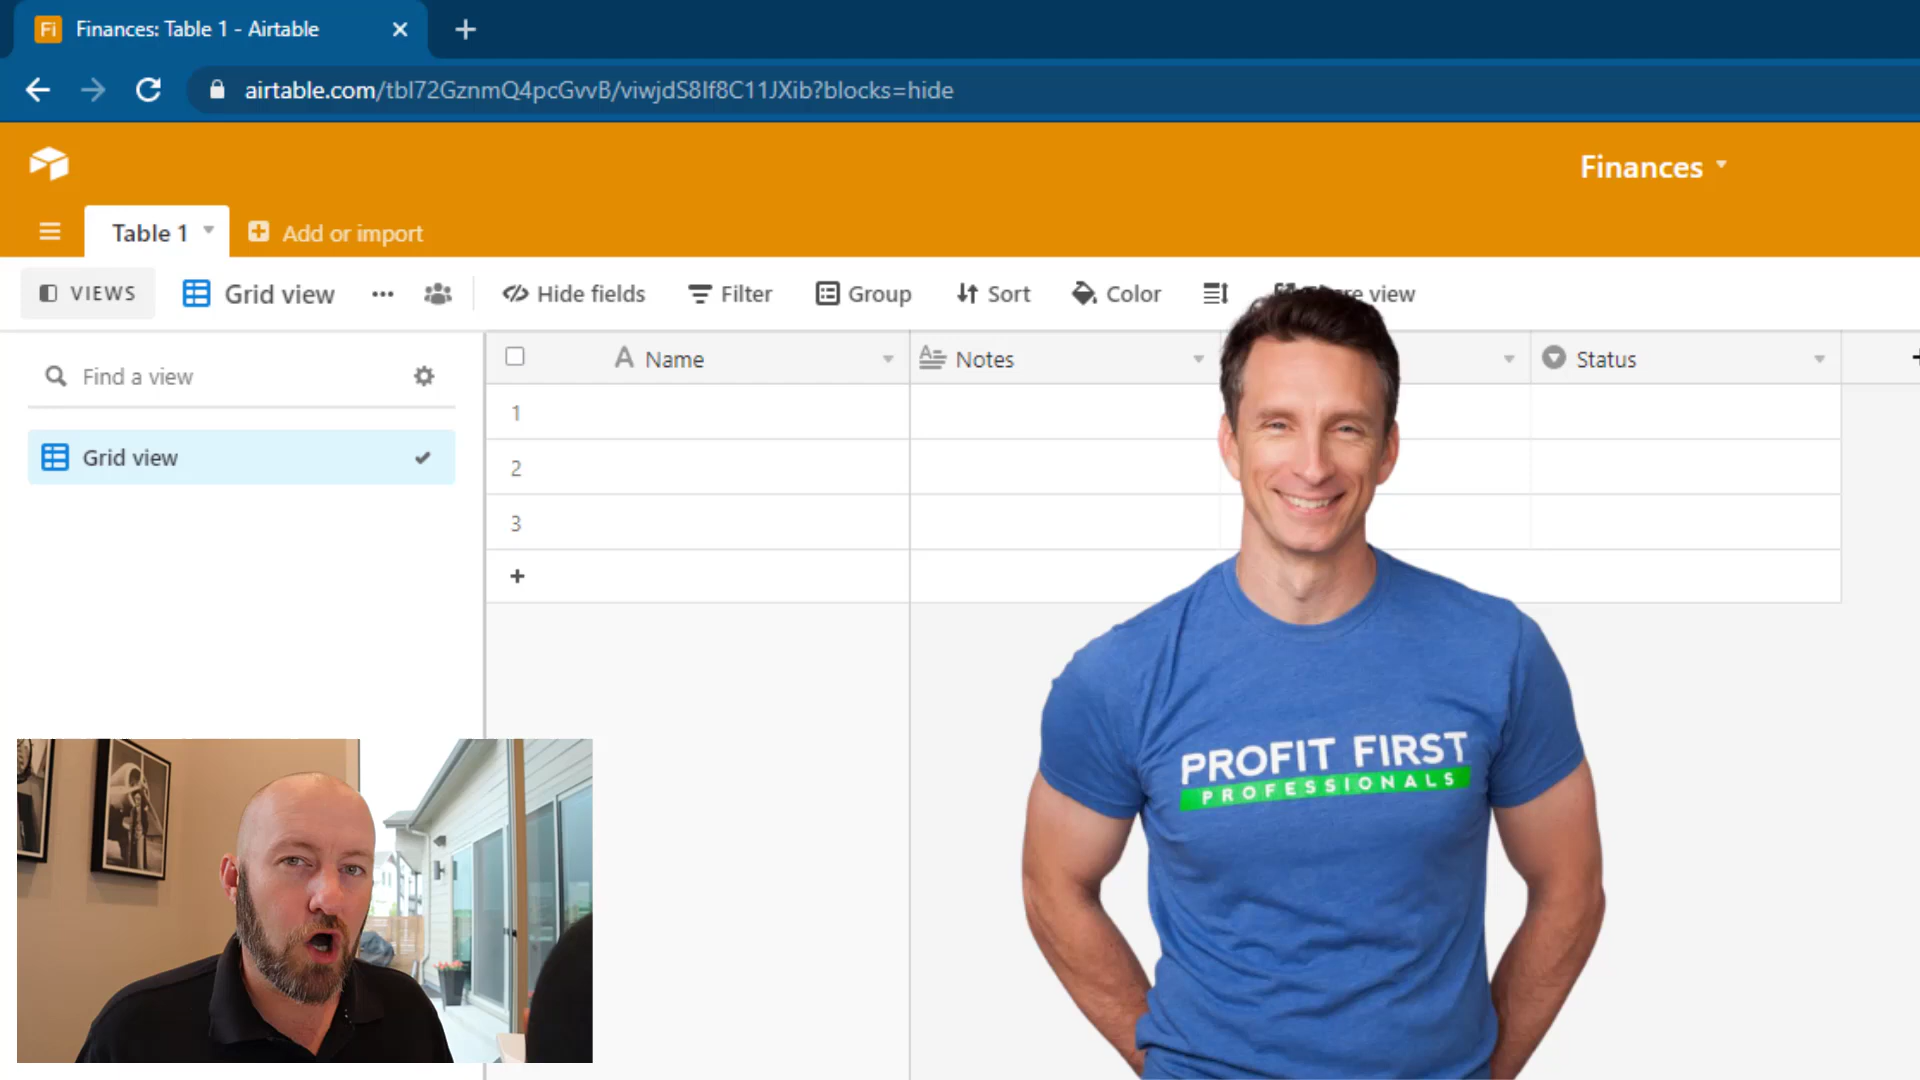 Fi Finances: Table 1 - Airtable
airtable.com/tbl72GznmQ4pcGvvB/viwjdS8If8C11JXib?blocks=hide
Finances
Table 1 Add or import
VIEWS Grid view Hide fields Filter Group Sort Color view
Find a view
Name Notes Status
Grid view
1
2
3
PROFIT FIRST
PROFESSIONALS